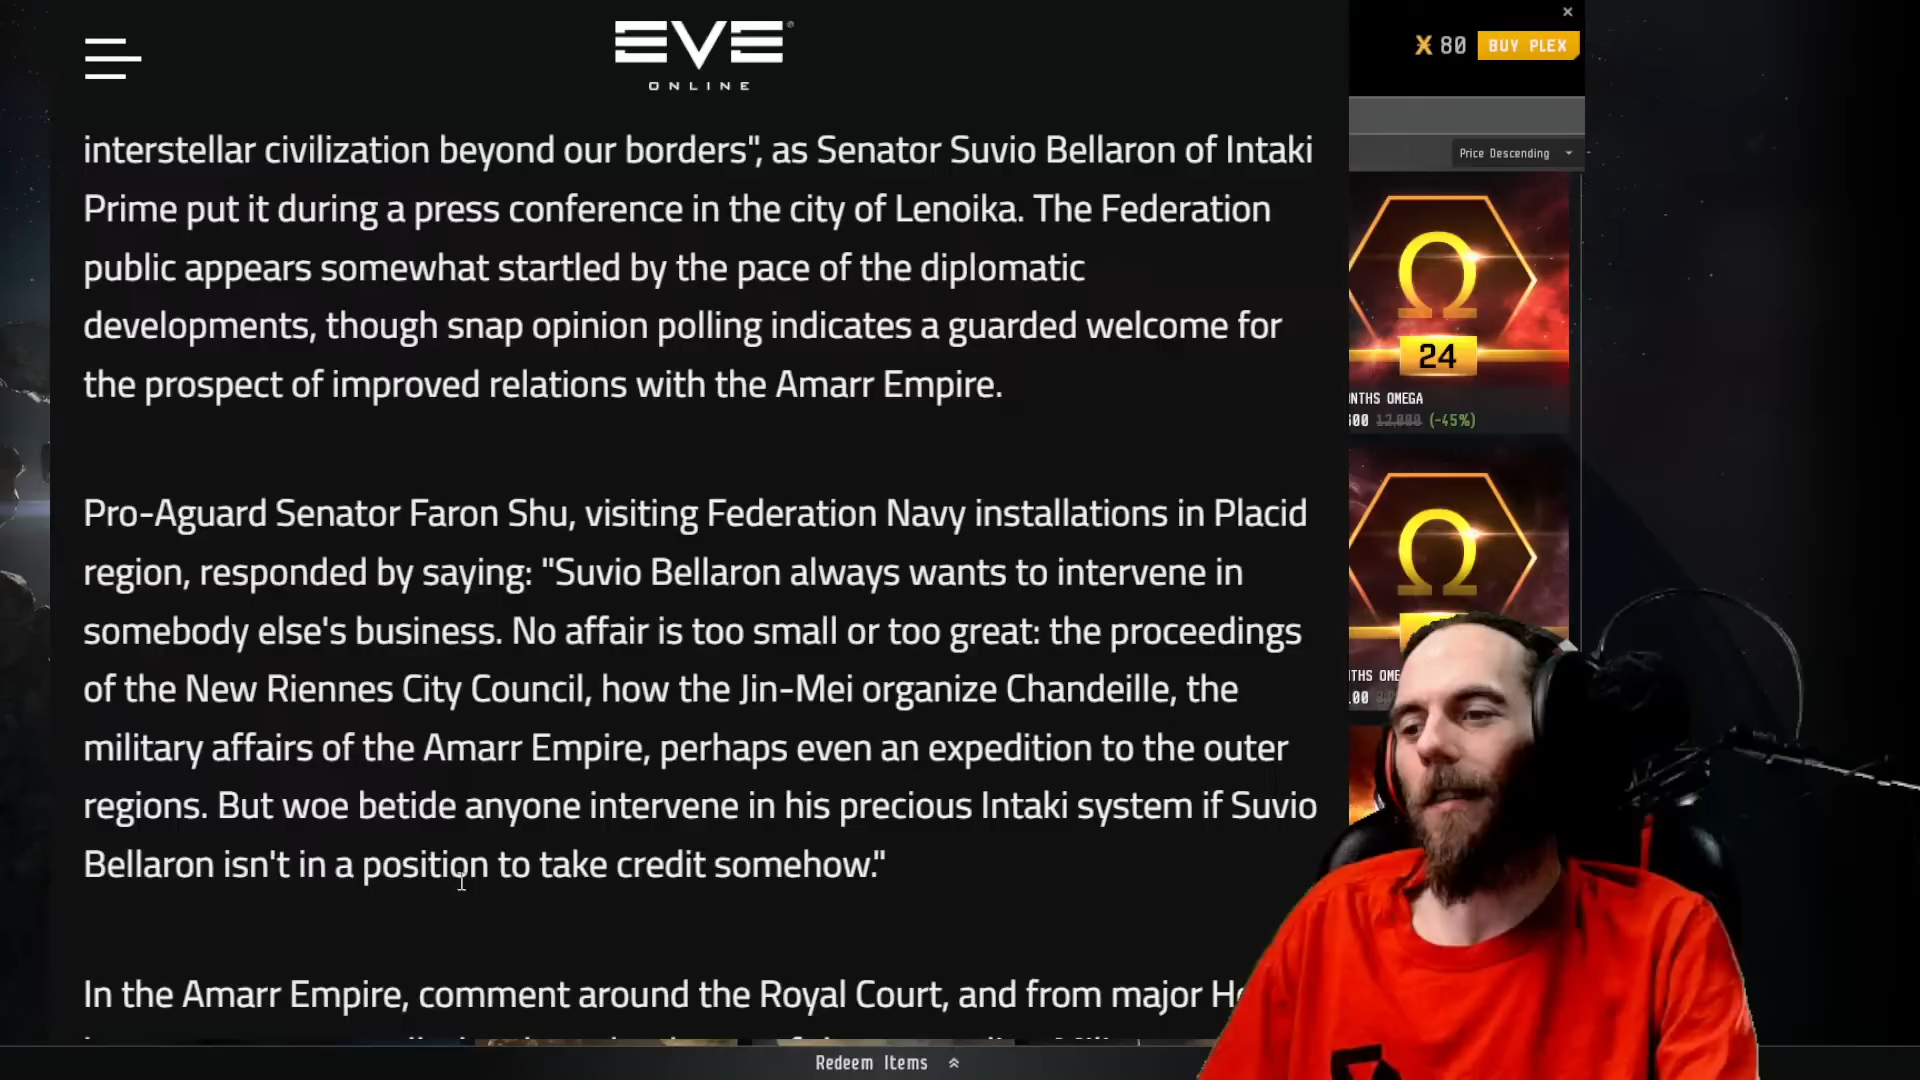 EVE
ONLINE
80
BUY PLEX
Price Descending
interstellar civilization beyond our borders", as Senator Suvio Bellaron of Intaki
Prime put it during a press conference in the city of Lenoika. The Federation
public appears somewhat startled by the pace of the diplomatic
developments, though snap opinion polling indicates a guarded welcome for
the prospect of improved relations with the Amarr Empire.
Pro-Aguard Senator Faron Shu, visiting Federation Navy installations in Placid
region, responded by saying: "Suvio Bellaron always wants to intervene in
somebody else's business. No affair is too small or too great: the proceedings
of the New Riennes City Council, how the Jin-Mei organize Chandeille, the
military affairs of the Amarr Empire, perhaps even an expedition to the outer
regions. But woe betide anyone intervene in his precious Intaki system if Suvio
Bellaron isn't in a position to take credit somehow."
In the Amarr Empire, comment around the Royal Court, and from major
Ω
24
NTHS OMEGA
600 12,000 (-45%)
Ω
THS OME
Redeem Items